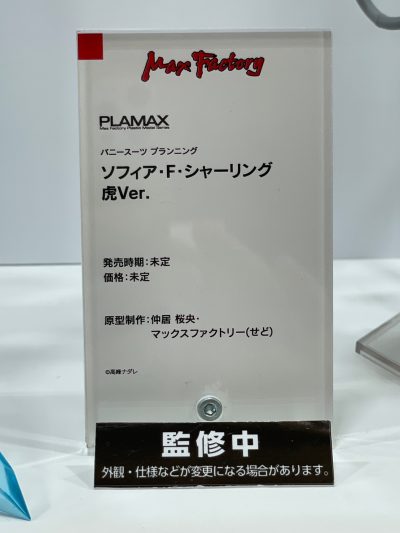 Max Factory
PLAMAX
Max Factory Plastic Model Series
バニースーツ プランニング
ソフィア・F・シャーリング
虎Ver.
発売時期：未定
価格：未定
原型制作：仲居 桜央・
マックスファクトリー（せど）
©高峰ナダレ
監修中
外観・仕様などが変更になる場合があります。